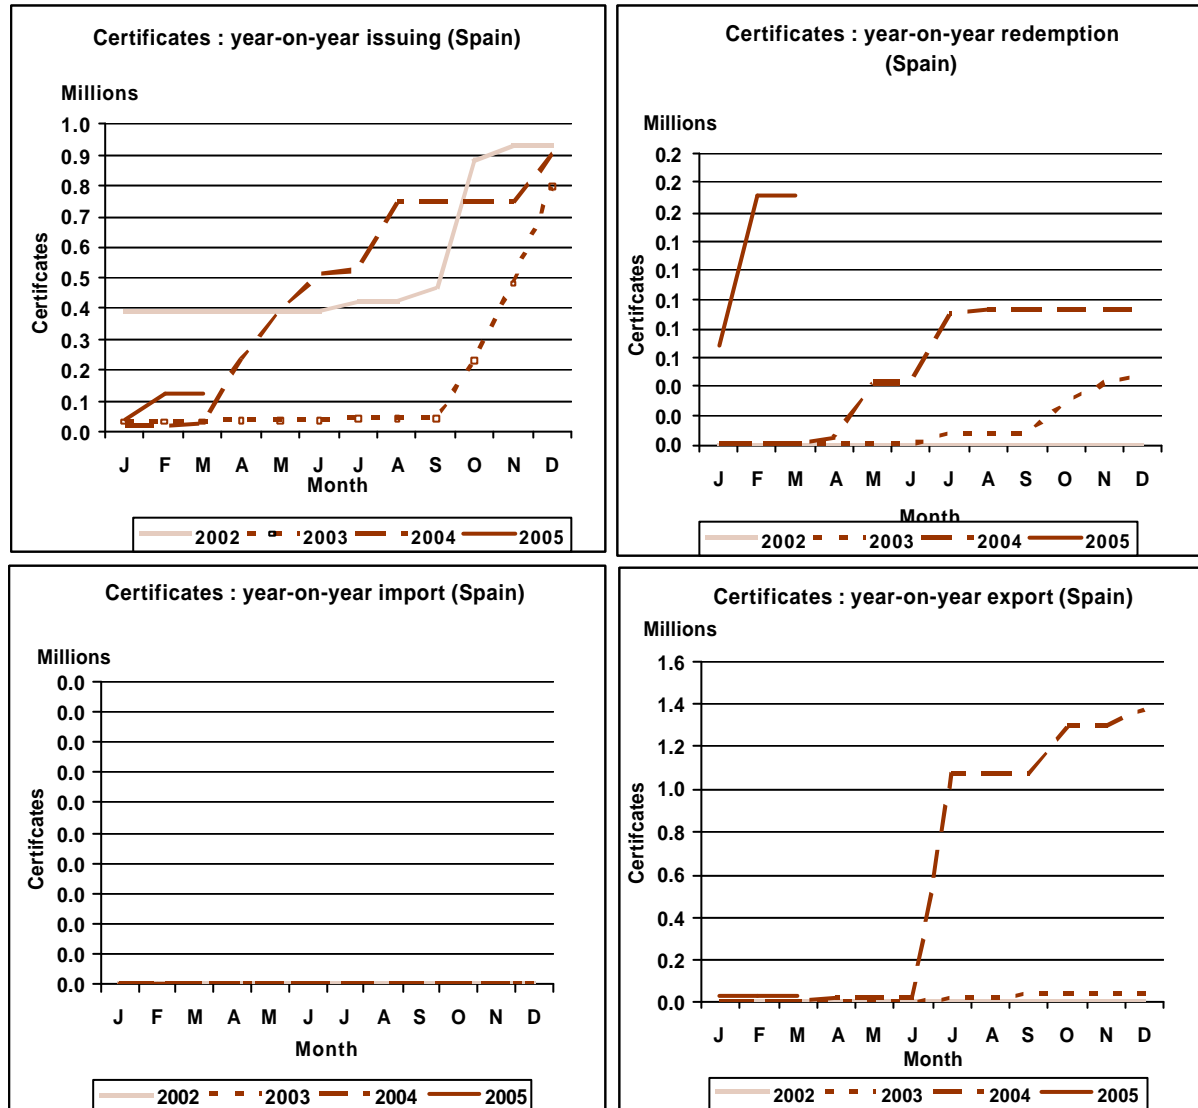 Certificates : year-on-year issuing (Spain)
Millions
1.0
0.9
0.8
0.7
0.6
0.5
0.4
0.3
0.2
0.1
0.0
Certifcates
J F M A M J J A S O N D
Month
2002 2003 2004 2005
Certificates : year-on-year redemption
(Spain)
Millions
0.2
0.2
0.2
0.1
0.1
0.1
0.1
0.1
0.0
0.0
0.0
Certifcates
J F M A M J J A S O N D
Month
2002 2003 2004 2005
Certificates : year-on-year import (Spain)
Millions
0.0
0.0
0.0
0.0
0.0
0.0
0.0
0.0
0.0
0.0
0.0
Certifcates
J F M A M J J A S O N D
Month
2002 2003 2004 2005
Certificates : year-on-year export (Spain)
Millions
1.6
1.4
1.2
1.0
0.8
0.6
0.4
0.2
0.0
Certifcates
J F M A M J J A S O N D
Month
2002 2003 2004 2005